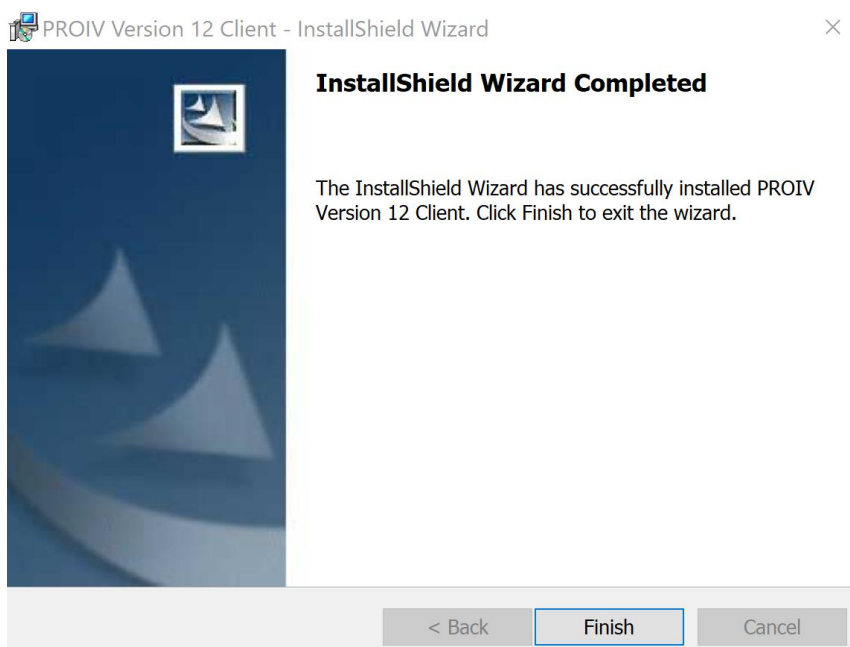 PROIV Version 12 Client - InstallShield Wizard
InstallShield Wizard Completed
The InstallShield Wizard has successfully installed PROIV
Version 12 Client. Click Finish to exit the wizard.
< Back
Finish
Cancel